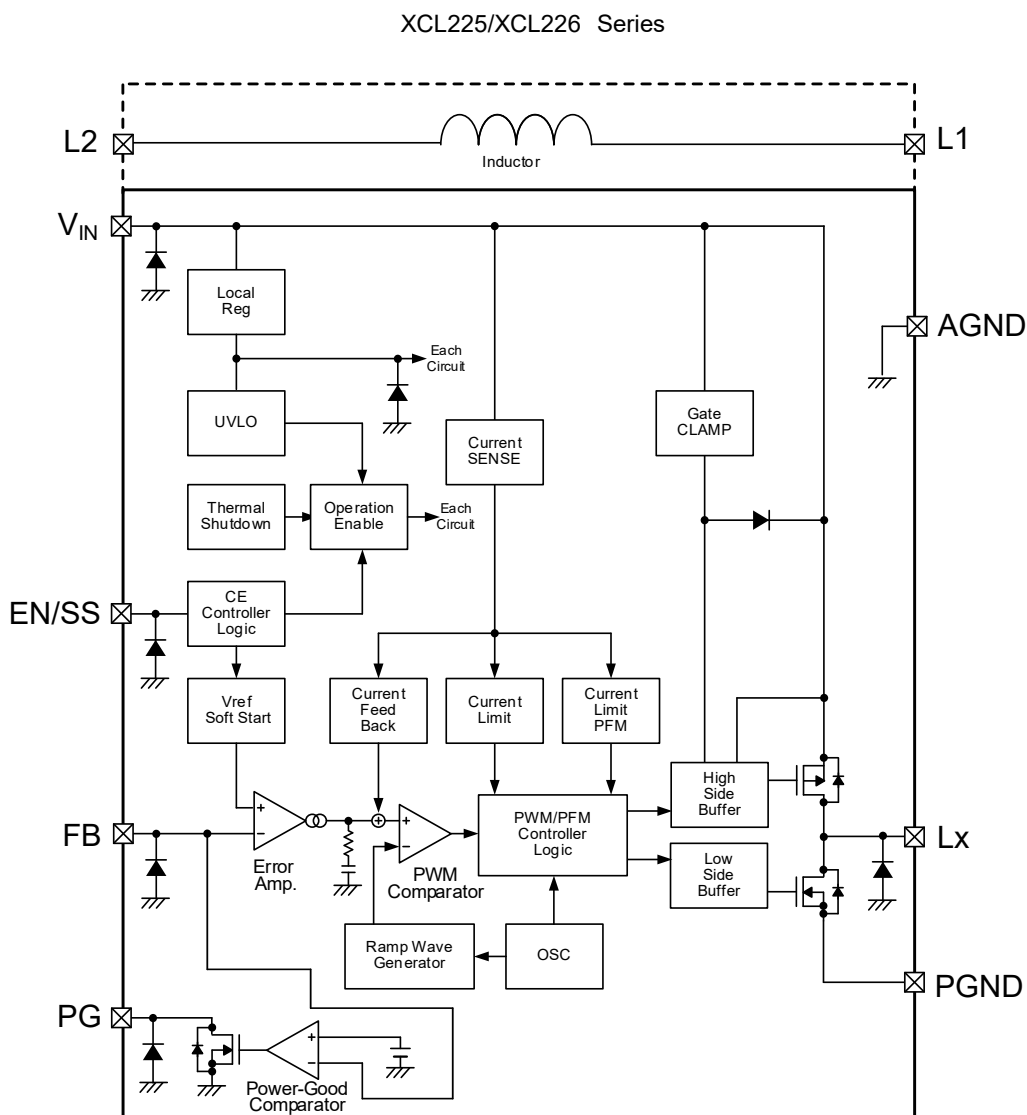 XCL225/XCL226 Series
L2
L1
Inductor
VIN
Local
Reg
AGND
Each
Circuit
UVLO
Gate
CLAMP
Current
SENSE
Thermal
Shutdown
Operation
Enable
Each
Circuit
EN/SS
CE
Controller
Logic
Vref
Soft Start
Current
Feed
Back
Current
Limit
Current
Limit
PFM
High
Side
Buffer
+
−
+
+
−
PWM/PFM
Controller
Logic
FB
Lx
Error
Amp.
PWM
Comparator
Low
Side
Buffer
Ramp Wave
Generator
OSC
PGND
PG
+
−
Power-Good
Comparator